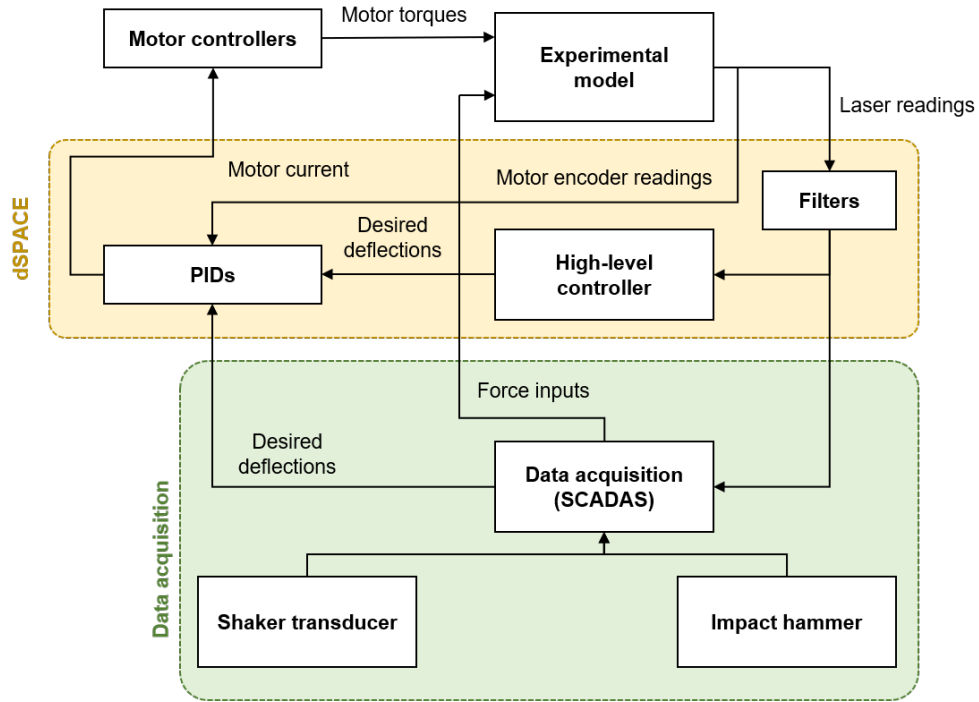 Motor torques
Motor controllers
Experimental
model
Laser readings
Motor current
Motor encoder readings
Filters
dSPACE
Desired
deflections
PIDs
High-level
controller
Force inputs
Desired
deflections
Data acquisition
(SCADAS)
Data acquisition
Shaker transducer
Impact hammer